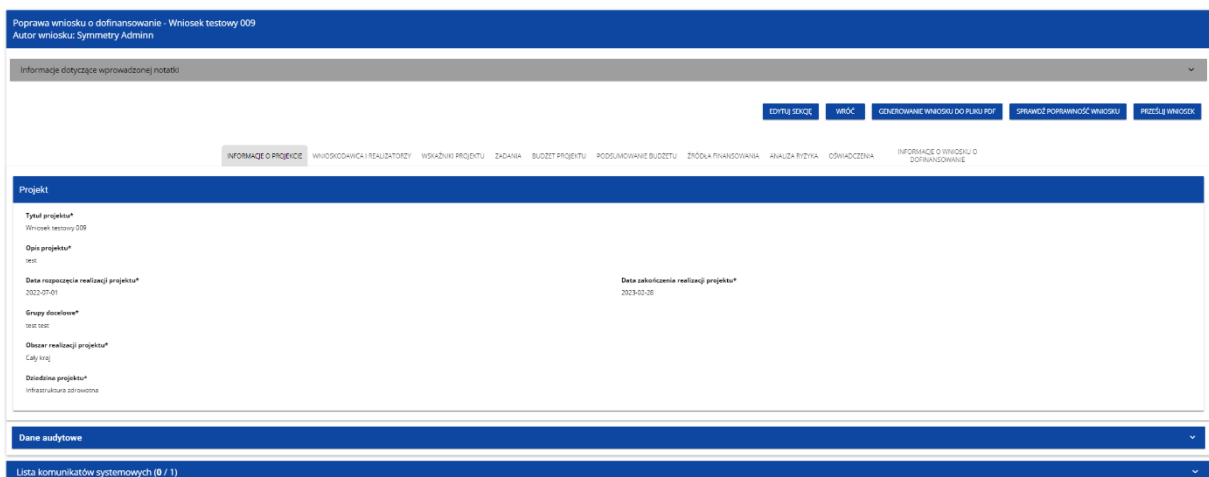 Poprawa wniosku o dofinansowanie - Wniosek testowy 009
Autor wniosku: Symmetry Adminn
Informacje dotyczące wprowadzonej notatki
EDYTUJ SEKCJĘ WRÓĆ GENEROWANIE WNIOSKU DO PLIKU PDF SPRAWDŹ POPRAWNOŚĆ WNIOSKU PRZEŚLIJ WNIOSEK
INFORMACJE O PROJEKCIE WNIOSKODAWCA I REALIZATORZY WSKAŹNIKI PROJEKTU ZADANIA BUDŻET PROJEKTU PODSUMOWANIE BUDŻETU ŹRÓDŁA FINANSOWANIA ANALIZA RYZYKA OŚWIADCZENIA INFORMACJE O WNIOSKU O
DOFINANSOWANIE
Projekt
Tytuł projektu*
Wniosek testowy 009
Opis projektu*
test
Data rozpoczęcia realizacji projektu* Data zakończenia realizacji projektu*
2022-07-01 2023-02-28
Grupy docelowe*
test test
Obszar realizacji projektu*
Cały kraj
Dziedzina projektu*
Infrastruktura zdrowotna
Dane audytowe
Lista komunikatów systemowych (0 / 1)